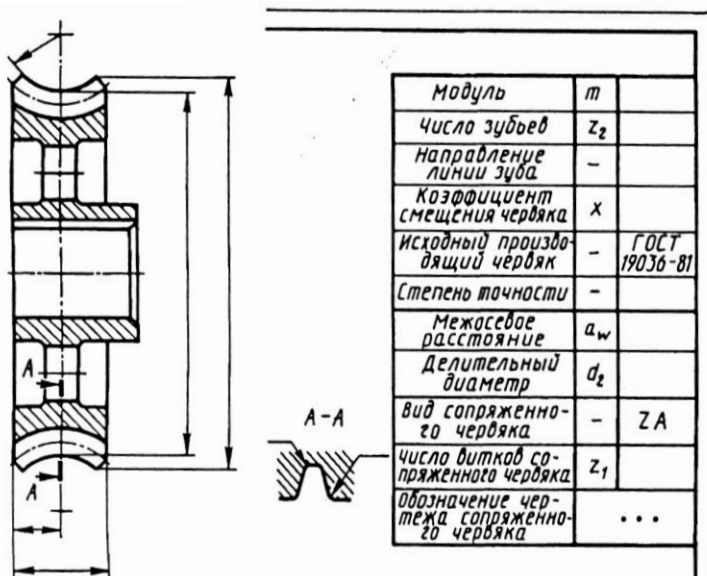 Модуль m
Число зубьев z₂
Направление
линии зуба -
Коэффициент
смещения червяка x
Исходный произво-
дящий червяк - ГОСТ
19036-81
Степень точности -
Межосевое
расстояние a_w
Делительный
диаметр d₂
Вид сопряженно-
го червяка - ZA
Число витков со-
пряженного червяка z₁
Обозначение чер-
тежа сопряженно-
го червяка ...
А
А
А-А